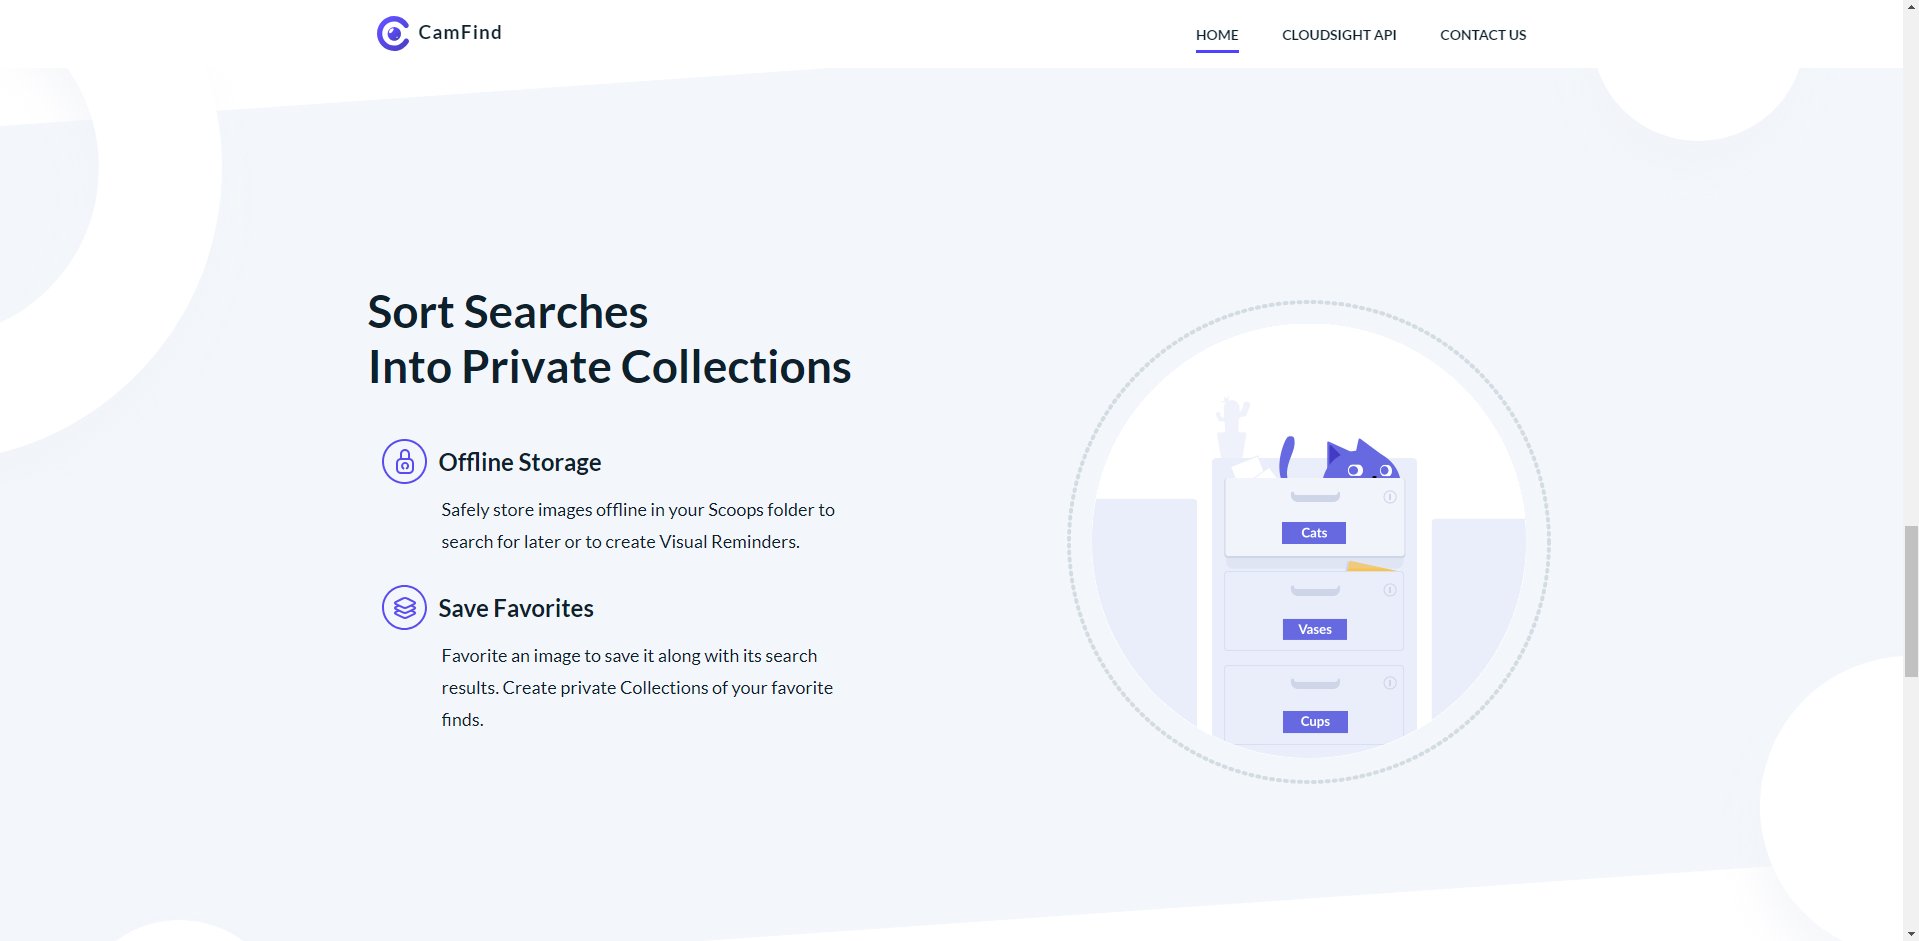 CamFind
HOME
CLOUDSIGHT API
CONTACT US
Sort Searches
Into Private Collections
Offline Storage
Safely store images offline in your Scoops folder to
search for later or to create Visual Reminders.
Save Favorites
Favorite an image to save it along with its search
results. Create private Collections of your favorite
finds.
Cats
Vases
Cups